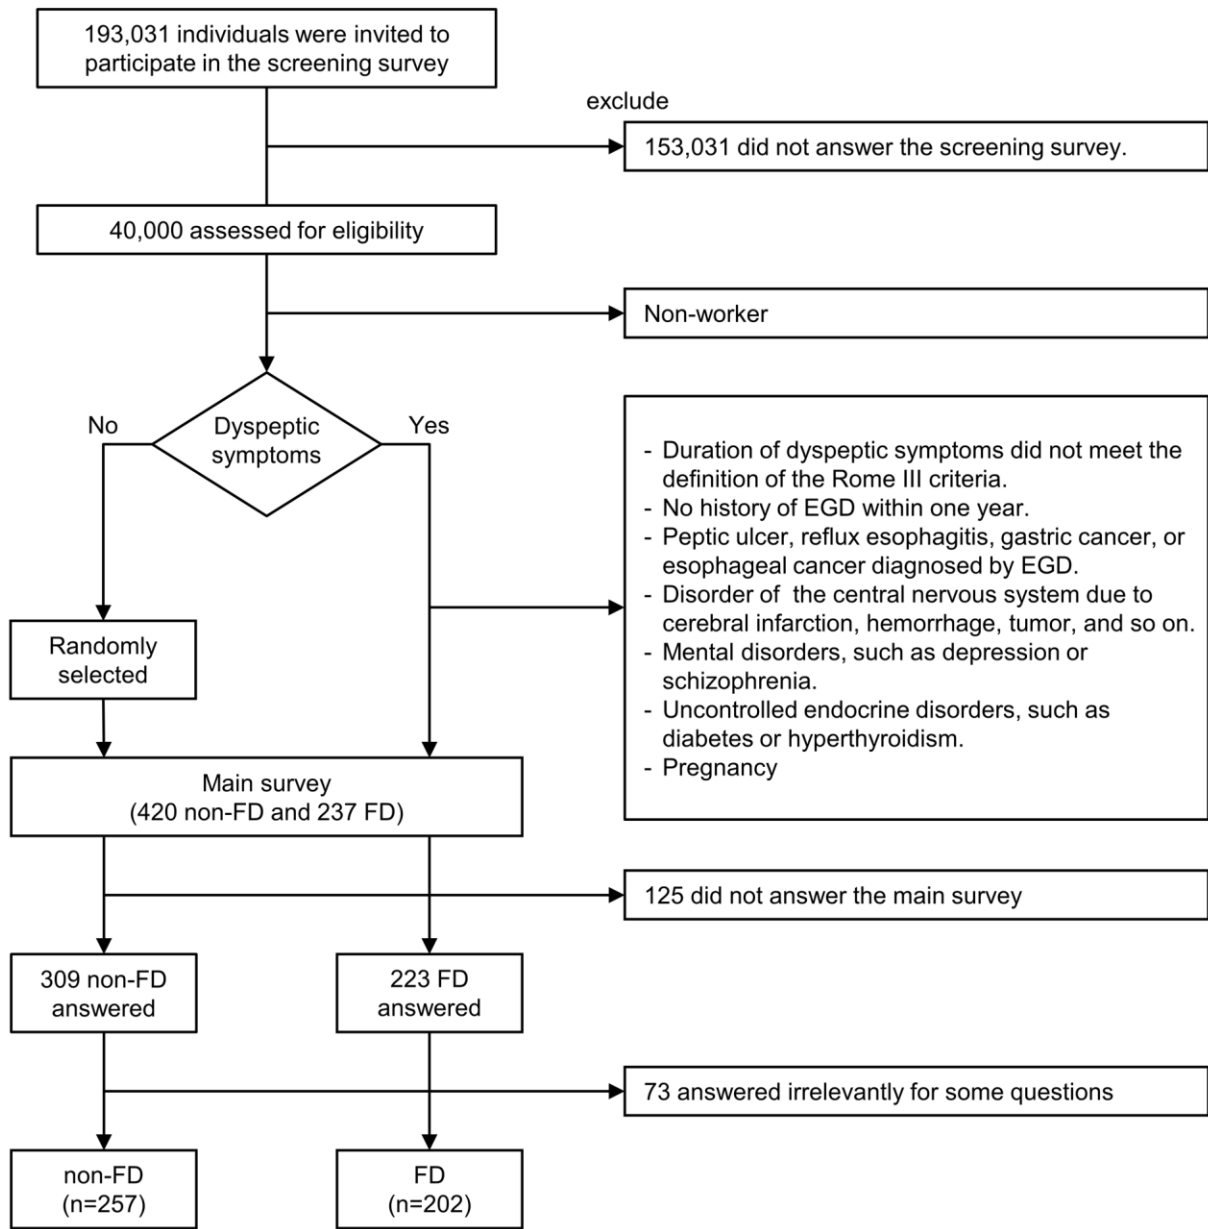 193,031 individuals were invited to
participate in the screening survey
exclude
153,031 did not answer the screening survey.
40,000 assessed for eligibility
Non-worker
No
Dyspeptic
symptoms
Yes
- Duration of dyspeptic symptoms did not meet the
definition of the Rome III criteria.
- No history of EGD within one year.
- Peptic ulcer, reflux esophagitis, gastric cancer, or
esophageal cancer diagnosed by EGD.
- Disorder of the central nervous system due to
cerebral infarction, hemorrhage, tumor, and so on.
- Mental disorders, such as depression or
schizophrenia.
- Uncontrolled endocrine disorders, such as
diabetes or hyperthyroidism.
- Pregnancy
Randomly
selected
Main survey
(420 non-FD and 237 FD)
125 did not answer the main survey
309 non-FD
answered
223 FD
answered
73 answered irrelevantly for some questions
non-FD
(n=257)
FD
(n=202)